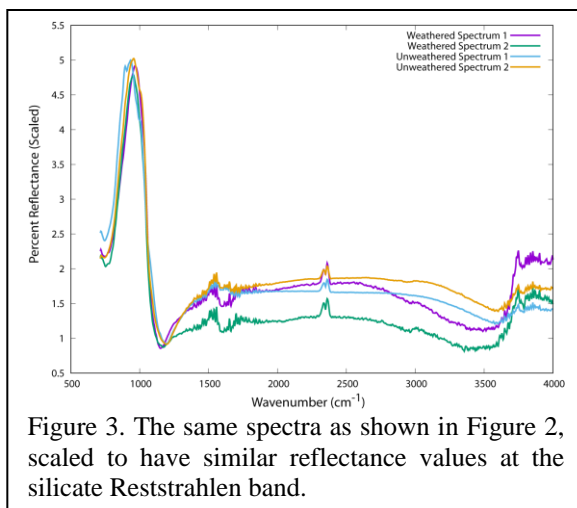 5.5
5
4.5
4
3.5
3
2.5
2
1.5
1
0.5
Percent Reflectance (Scaled)
Weathered Spectrum 1
Weathered Spectrum 2
Unweathered Spectrum 1
Unweathered Spectrum 2
500 1000 1500 2000 2500 3000 3500 4000
Wavenumber (cm⁻¹)
Figure 3. The same spectra as shown in Figure 2,
scaled to have similar reflectance values at the
silicate Reststrahlen band.